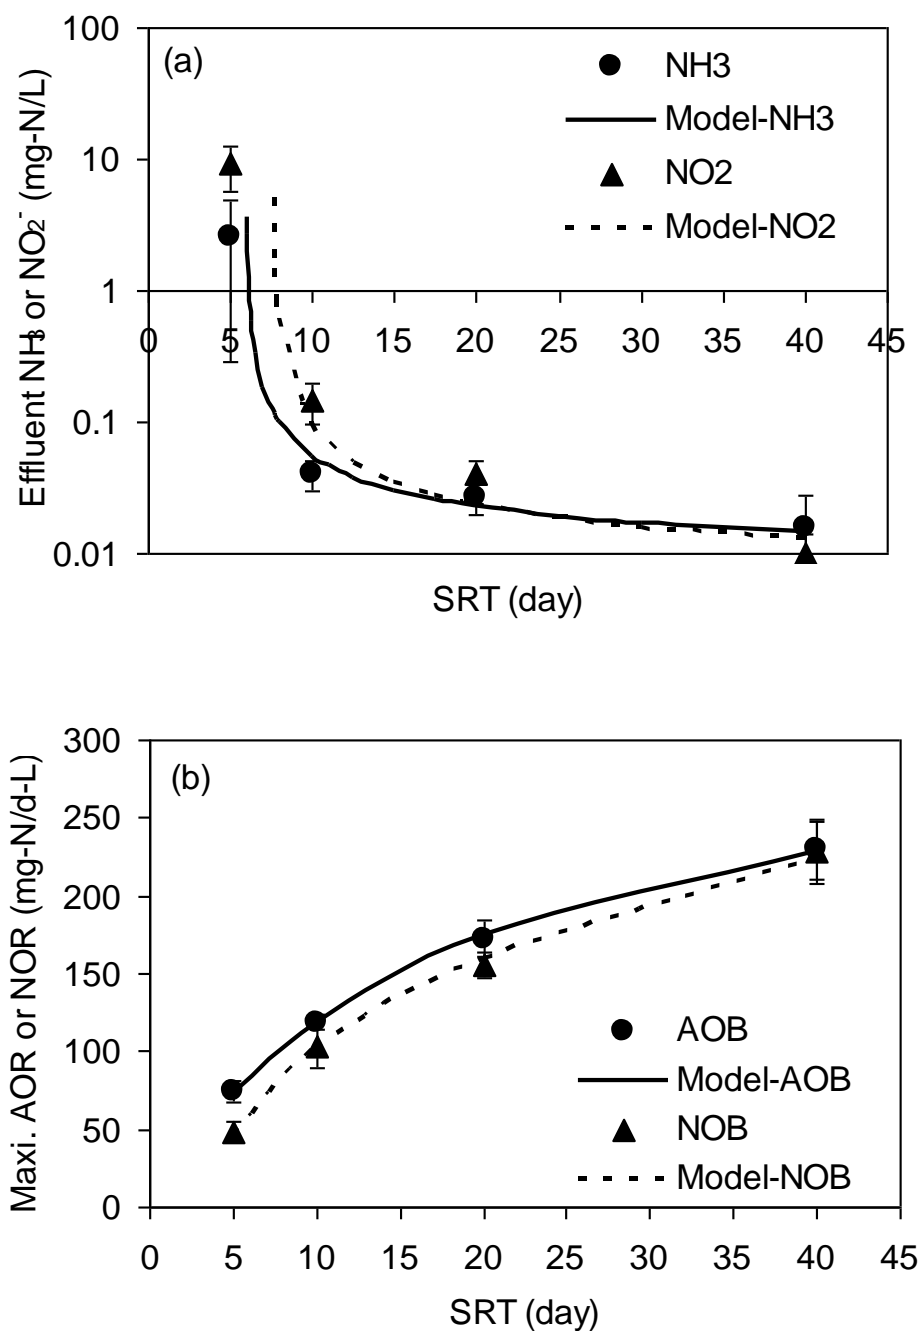 100
(a)
NH3
Model-NH3
NO2
Model-NO2
10
1
0.1
0.01
0 5 10 15 20 25 30 35 40 45
Effluent NH3 or NO2- (mg-N/L)
SRT (day)
300
(b)
250
200
150
100
50
0
AOB
Model-AOB
NOB
Model-NOB
0 5 10 15 20 25 30 35 40 45
Maxi. AOR or NOR (mg-N/d-L)
SRT (day)